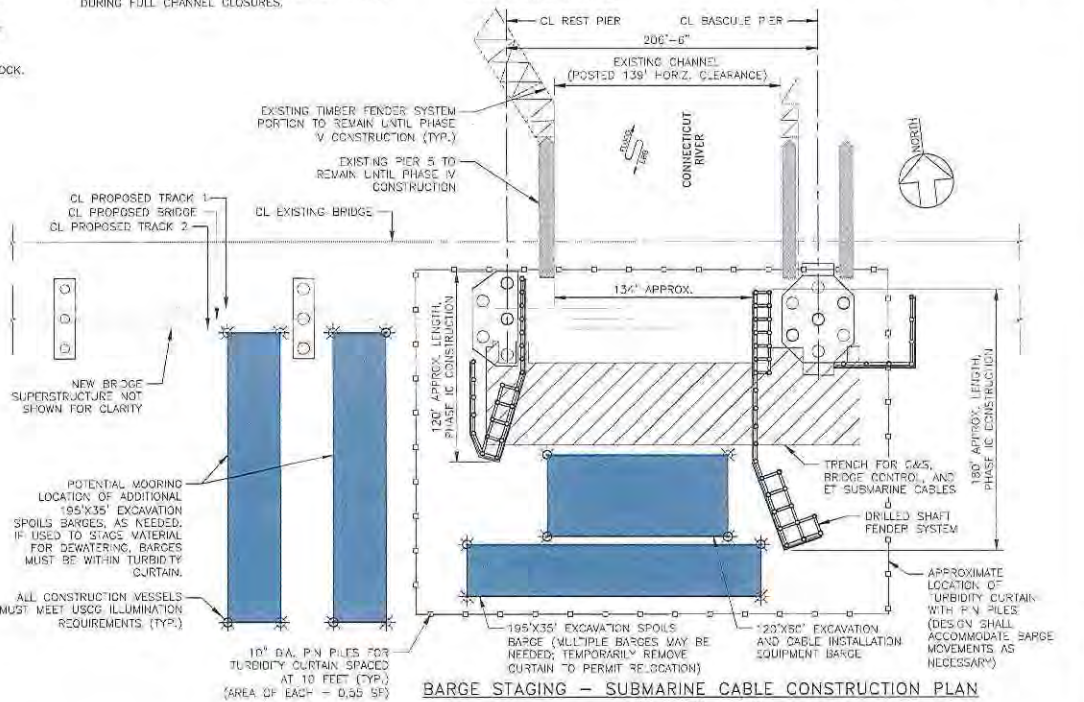 DURING FULL CHANNEL CLOSURES.
OCK.
CL REST PIER
CL BASCULE PIER
206'-6"
EXISTING CHANNEL
(POSTED 139' HORIZ. CLEARANCE)
EXISTING TIMBER FENDER SYSTEM
PORTION TO REMAIN UNTIL PHASE
V CONSTRUCTION (TYP.)
EXISTING PIER 5 TO
REMAIN UNTIL PHASE IV
CONSTRUCTION
FLOOD
EBB
CONNECTICUT
RIVER
NORTH
CL PROPOSED TRACK 1
CL PROPOSED BRIDGE
CL PROPOSED TRACK 2
CL EXISTING BRIDGE
134' APPROX.
120' APPROX. LENGTH,
PHASE IC CONSTRUCTION
180' APPROX. LENGTH,
PHASE IC CONSTRUCTION
NEW BRIDGE
SUPERSTRUCTURE NOT
SHOWN FOR CLARITY
POTENTIAL MOORING
LOCATION OF ADDITIONAL
195'X35' EXCAVATION
SPOILS BARGES, AS NEEDED.
IF USED TO STAGE MATERIAL
FOR DEWATERING, BARGES
MUST BE WITHIN TURBIDITY
CURTAIN.
ALL CONSTRUCTION VESSELS
MUST MEET USCG ILLUMINATION
REQUIREMENTS (TYP.)
TRENCH FOR C&S,
BRIDGE CONTROL, AND
ET SUBMARINE CABLES
DRILLED SHAFT
FENDER SYSTEM
APPROXIMATE
LOCATION OF
TURBIDITY CURTAIN
WITH PIN PILES
(DESIGN SHALL
ACCOMMODATE BARGE
MOVEMENTS AS
NECESSARY)
10" DIA. PIN PILES FOR
TURBIDITY CURTAIN SPACED
AT 10 FEET (TYP.)
(AREA OF EACH = 0.55 SF)
195'X35' EXCAVATION SPOILS
BARGE (MULTIPLE BARGES MAY BE
NEEDED; TEMPORARILY REMOVE
CURTAIN TO PERMIT RELOCATION)
120'X60' EXCAVATION
AND CABLE INSTALLATION
EQUIPMENT BARGE
BARGE STAGING – SUBMARINE CABLE CONSTRUCTION PLAN